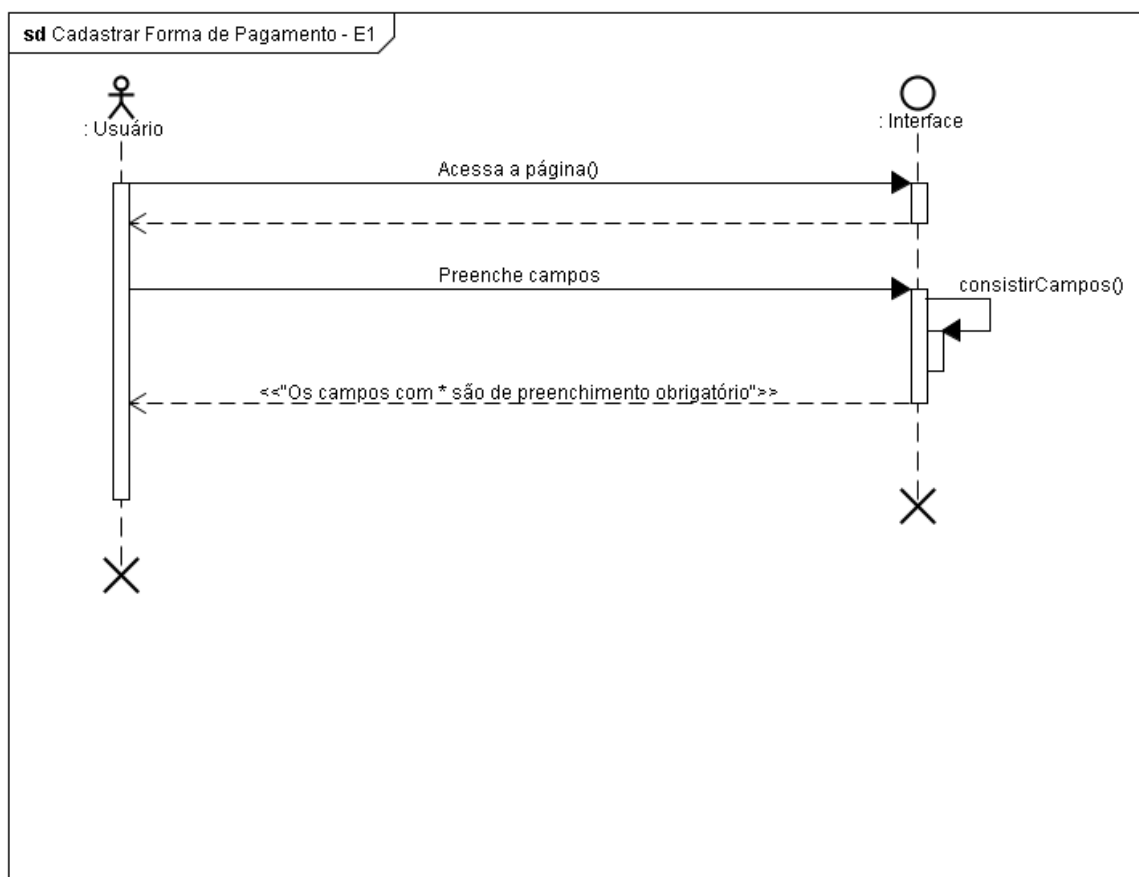 sd Cadastrar Forma de Pagamento - E1
: Usuário
: Interface
Acessa a página()
Preenche campos
consistirCampos()
<<"Os campos com * são de preenchimento obrigatório">>